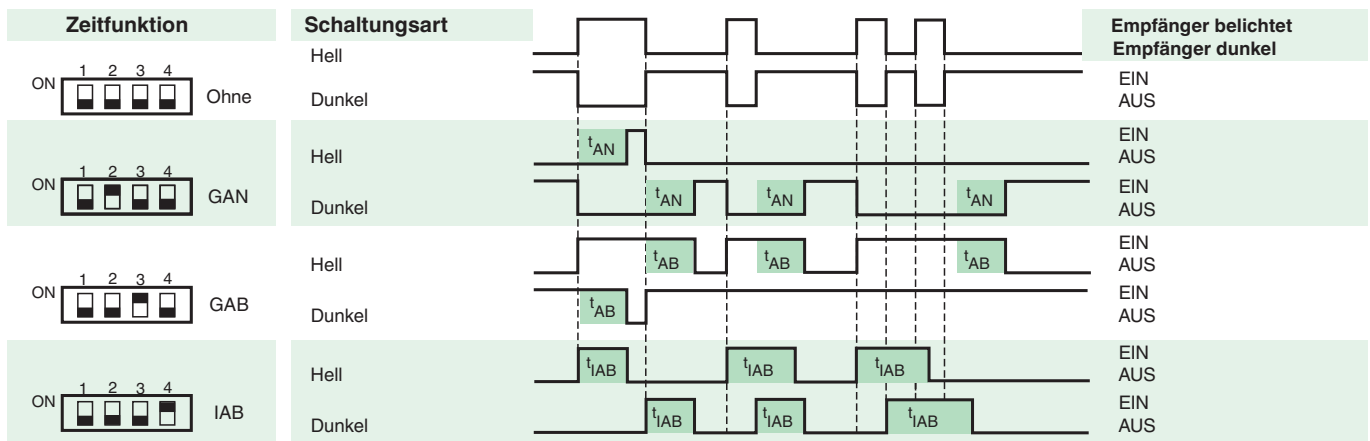 Zeitfunktion Schaltungsart Empfänger belichtet
Hell Empfänger dunkel
ON 1 2 3 4 Ohne
Dunkel EIN
AUS
Hell tAN EIN
AUS
ON 1 2 3 4 GAN
Dunkel tAN tAN tAN EIN
AUS
Hell tAB tAB tAB EIN
AUS
ON 1 2 3 4 GAB
Dunkel tAB EIN
AUS
Hell tIAB tIAB tIAB EIN
AUS
ON 1 2 3 4 IAB
Dunkel tIAB tIAB tIAB EIN
AUS